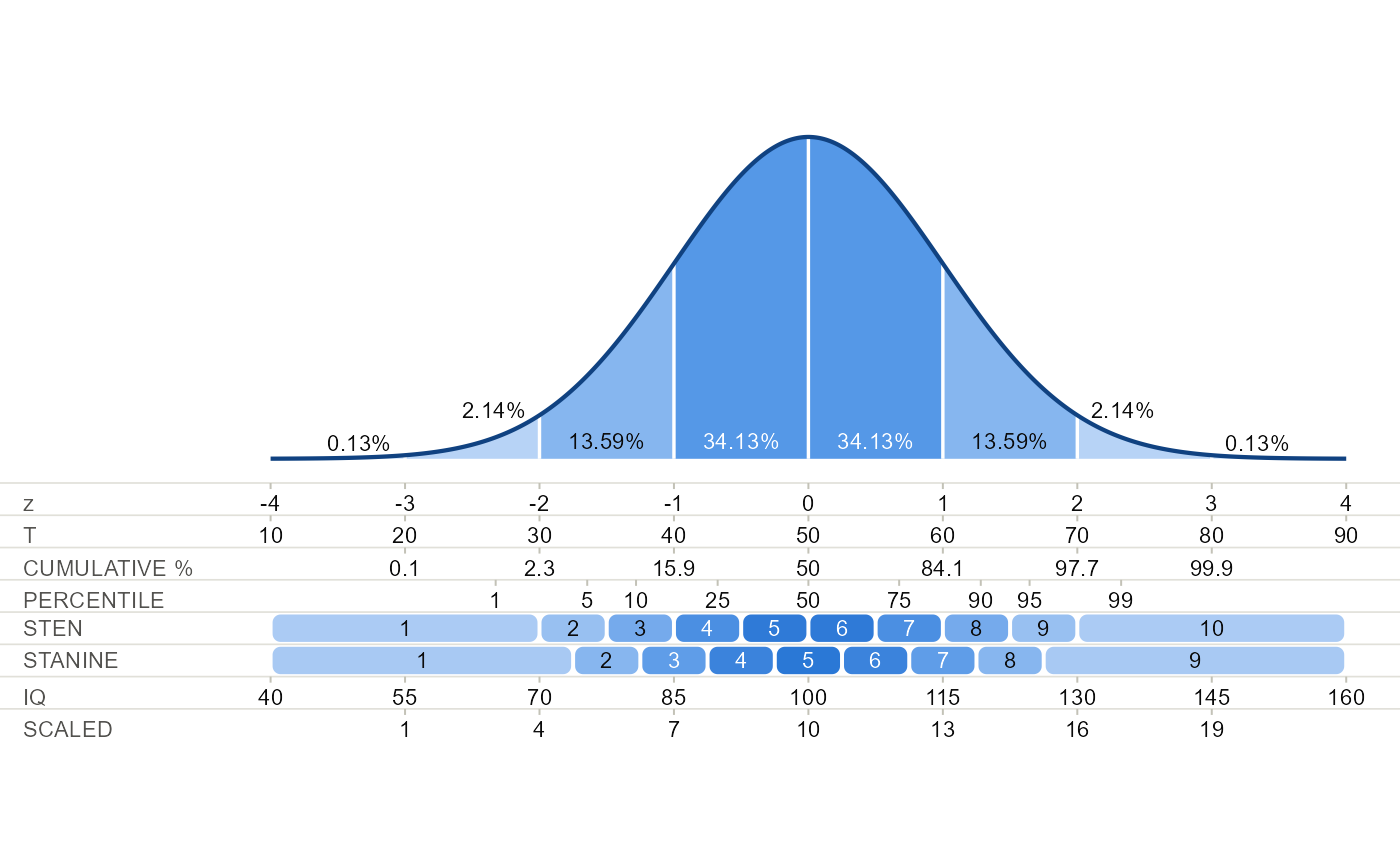 2.14% 2.14%
0.13% 13.59% 34.13% 34.13% 13.59% 0.13%
z -4 -3 -2 -1 0 1 2 3 4
T 10 20 30 40 50 60 70 80 90
CUMULATIVE % 0.1 2.3 15.9 50 84.1 97.7 99.9
PERCENTILE 1 5 10 25 50 75 90 95 99
STEN 1 2 3 4 5 6 7 8 9 10
STANINE 1 2 3 4 5 6 7 8 9
IQ 40 55 70 85 100 115 130 145 160
SCALED 1 4 7 10 13 16 19